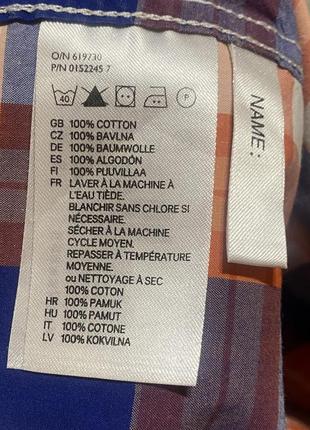 O/N 619730
P/N 0152245 7
40 P
GB 100% COTTON
CZ 100% BAVLNA
DE 100% BAUMWOLLE
ES 100% ALGODÓN
FI 100% PUUVILLAA
FR LAVER À LA MACHINE À
L'EAU TIÈDE.
BLANCHIR SANS CHLORE SI
NÉCESSAIRE.
SÉCHER À LA MACHINE
CYCLE MOYEN.
REPASSER À TEMPÉRATURE
MOYENNE.
ou NETTOYAGE À SEC
100% COTON
HR 100% PAMUK
HU 100% PAMUT
IT 100% COTONE
LV 100% KOKVILNA
NAME: